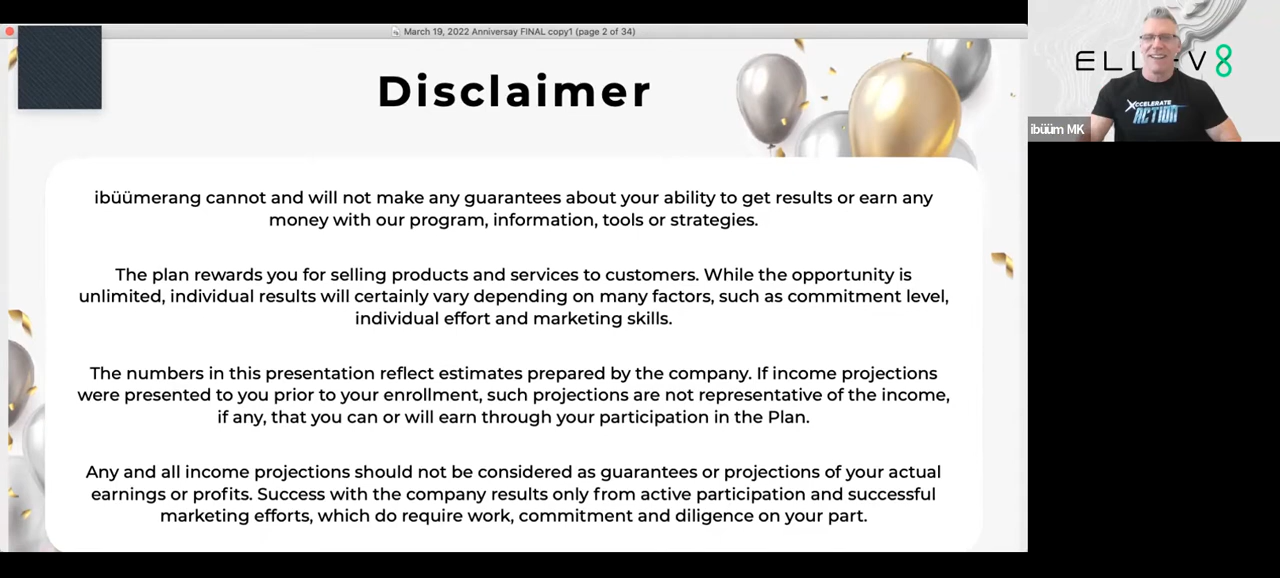 March 19, 2022 Anniversay FINAL copy1 (page 2 of 34)
Disclaimer
ibüümerang cannot and will not make any guarantees about your ability to get results or earn any
money with our program, information, tools or strategies.
The plan rewards you for selling products and services to customers. While the opportunity is
unlimited, individual results will certainly vary depending on many factors, such as commitment level,
individual effort and marketing skills.
The numbers in this presentation reflect estimates prepared by the company. If income projections
were presented to you prior to your enrollment, such projections are not representative of the income,
if any, that you can or will earn through your participation in the Plan.
Any and all income projections should not be considered as guarantees or projections of your actual
earnings or profits. Success with the company results only from active participation and successful
marketing efforts, which do require work, commitment and diligence on your part.
XCCELERATE
ACTION
ibüüm MK